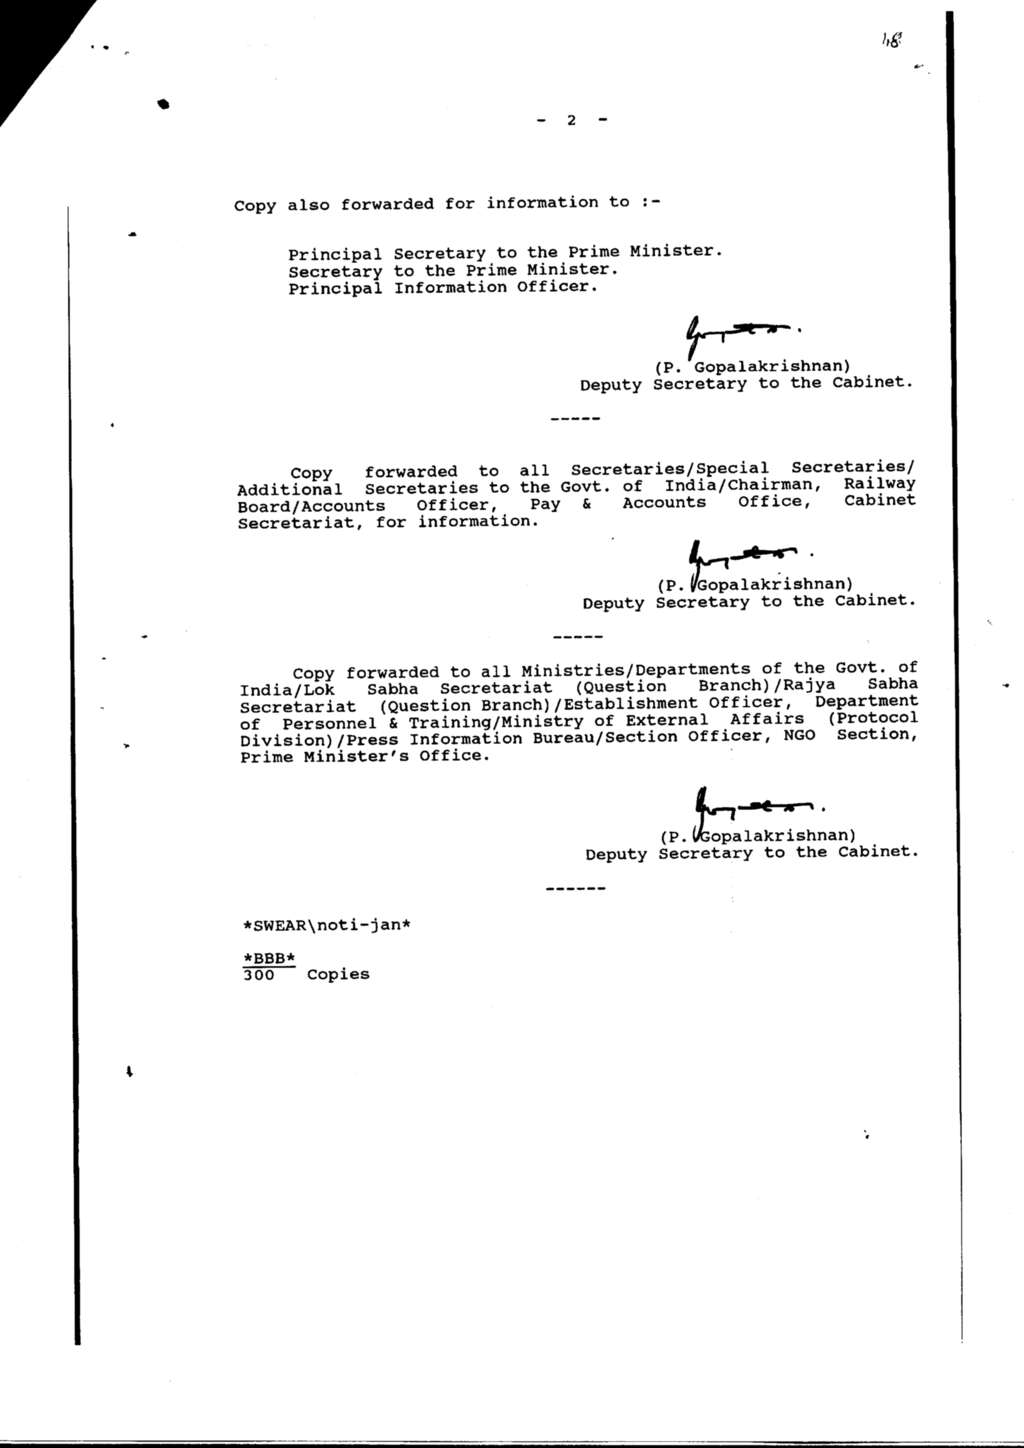 - 2 -
Copy also forwarded for information to :-
Principal Secretary to the Prime Minister.
Secretary to the Prime Minister.
Principal Information Officer.
(P. Gopalakrishnan)
Deputy Secretary to the Cabinet.
-----
Copy forwarded to all Secretaries/Special Secretaries/
Additional Secretaries to the Govt. of India/Chairman, Railway
Board/Accounts Officer, Pay & Accounts Office, Cabinet
Secretariat, for information.
(P. Gopalakrishnan)
Deputy Secretary to the Cabinet.
-----
Copy forwarded to all Ministries/Departments of the Govt. of
India/Lok Sabha Secretariat (Question Branch)/Rajya Sabha
Secretariat (Question Branch)/Establishment Officer, Department
of Personnel & Training/Ministry of External Affairs (Protocol
Division)/Press Information Bureau/Section Officer, NGO Section,
Prime Minister's Office.
(P. Gopalakrishnan)
Deputy Secretary to the Cabinet.
------
*SWEAR\noti-jan*
*BBB*
300 Copies